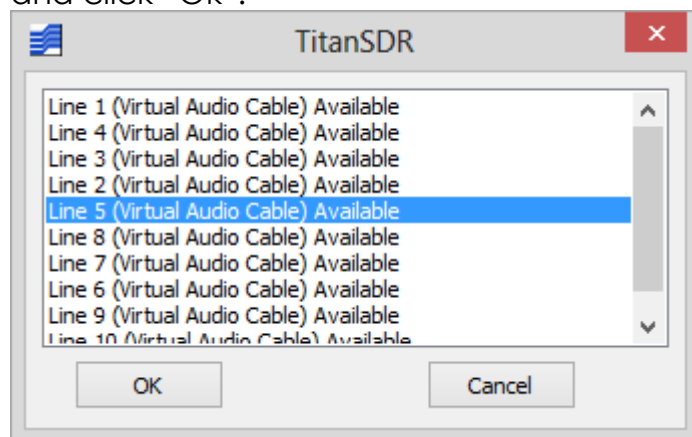 and click "OK".
TitanSDR
Line 1 (Virtual Audio Cable) Available
Line 4 (Virtual Audio Cable) Available
Line 3 (Virtual Audio Cable) Available
Line 2 (Virtual Audio Cable) Available
Line 5 (Virtual Audio Cable) Available
Line 8 (Virtual Audio Cable) Available
Line 7 (Virtual Audio Cable) Available
Line 6 (Virtual Audio Cable) Available
Line 9 (Virtual Audio Cable) Available
Line 10 (Virtual Audio Cable) Available
OK Cancel